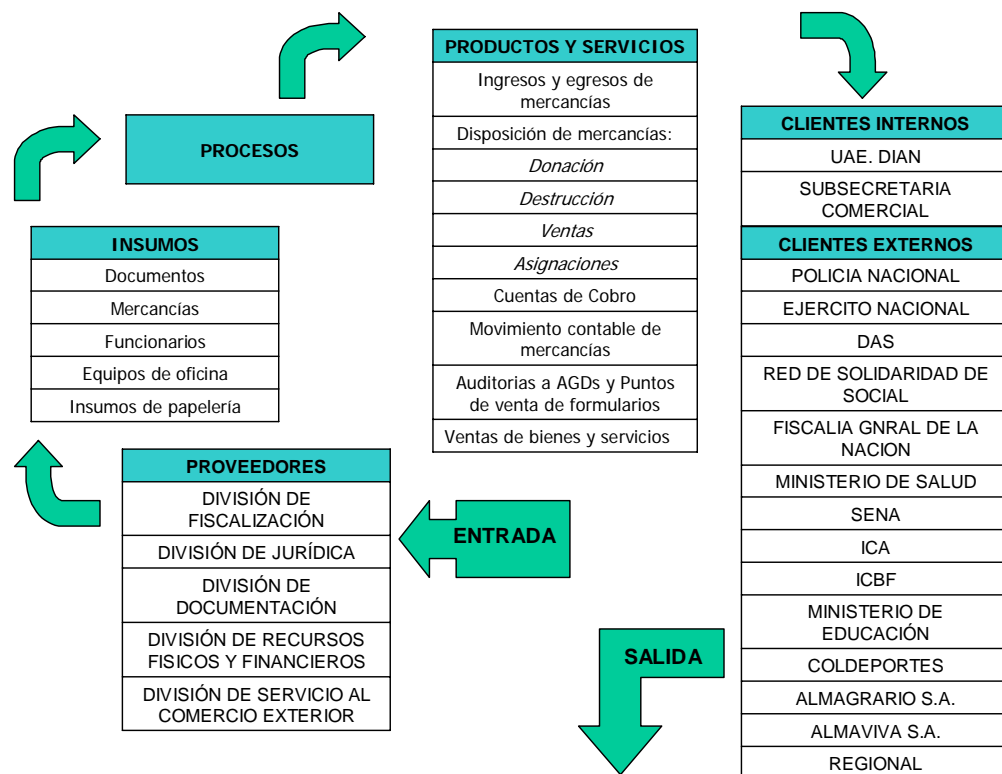 PRODUCTOS Y SERVICIOS
Ingresos y egresos de
mercancías
Disposición de mercancías:
Donación
Destrucción
Ventas
Asignaciones
Cuentas de Cobro
Movimiento contable de
mercancías
Auditorias a AGDs y Puntos
de venta de formularios
Ventas de bienes y servicios
PROCESOS
CLIENTES INTERNOS
UAE. DIAN
SUBSECRETARIA
COMERCIAL
CLIENTES EXTERNOS
POLICIA NACIONAL
EJERCITO NACIONAL
DAS
RED DE SOLIDARIDAD DE
SOCIAL
FISCALIA GNRAL DE LA
NACION
MINISTERIO DE SALUD
SENA
ICA
ICBF
MINISTERIO DE
EDUCACIÓN
COLDEPORTES
ALMAGRARIO S.A.
ALMAVIVA S.A.
REGIONAL
INSUMOS
Documentos
Mercancías
Funcionarios
Equipos de oficina
Insumos de papelería
PROVEEDORES
DIVISIÓN DE
FISCALIZACIÓN
DIVISIÓN DE JURÍDICA
DIVISIÓN DE
DOCUMENTACIÓN
DIVISIÓN DE RECURSOS
FISICOS Y FINANCIEROS
DIVISIÓN DE SERVICIO AL
COMERCIO EXTERIOR
ENTRADA
SALIDA